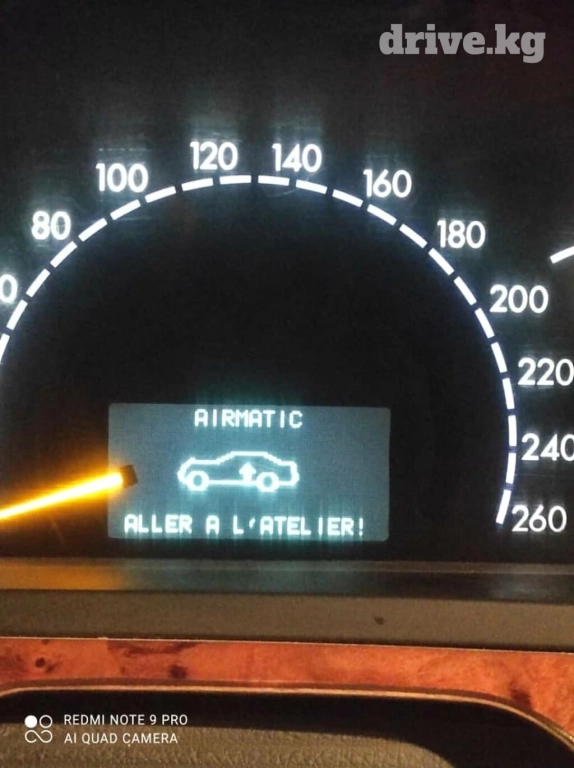 drive.kg
80
100
120
140
160
180
200
220
240
260
AIRMATIC
ALLER A L'ATELIER!
REDMI NOTE 9 PRO
AI QUAD CAMERA